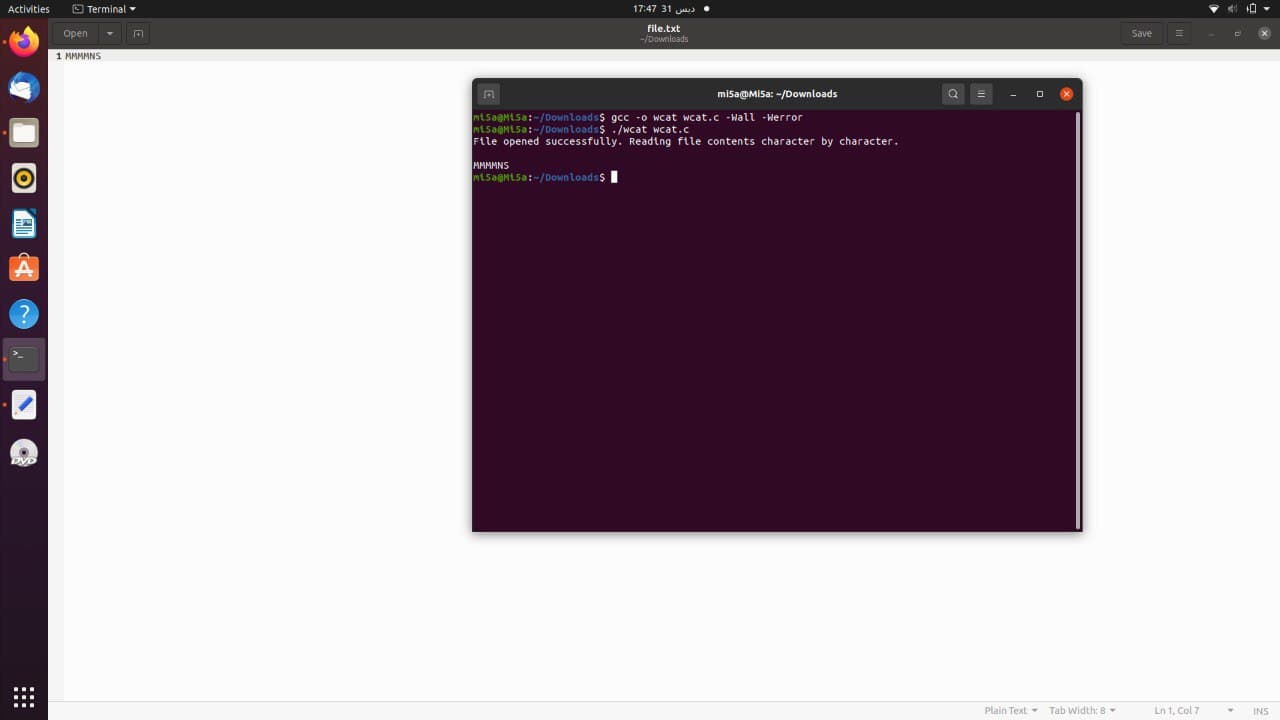 Activities Terminal 17:47 31 ديس
Open file.txt Save
~/Downloads
1 MMMMNS
mi5a@Mi5a: ~/Downloads
mi5a@Mi5a:~/Downloads$ gcc -o wcat wcat.c -Wall -Werror
mi5a@Mi5a:~/Downloads$ ./wcat wcat.c
File opened successfully. Reading file contents character by character.
MMMMNS
mi5a@Mi5a:~/Downloads$
>_
?
DVD
Plain Text Tab Width: 8 Ln 1, Col 7 INS